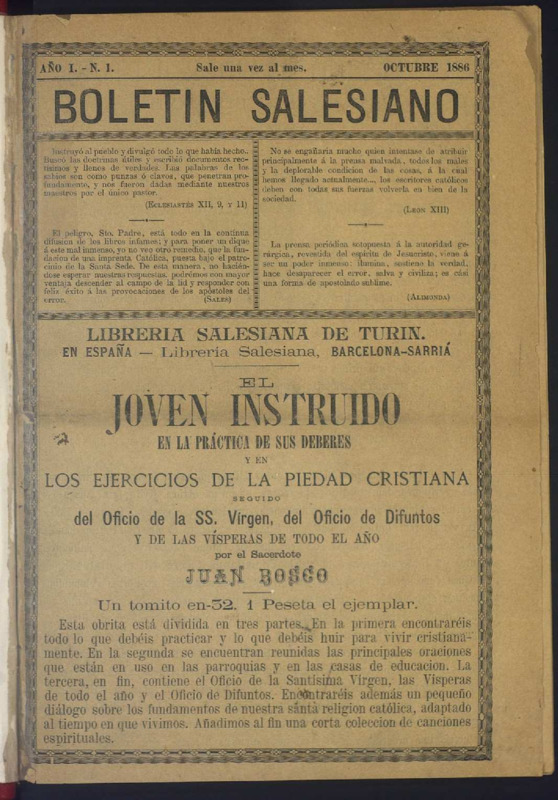 AÑO I. - N. 1. Sale una vez al mes. OCTUBRE 1886
BOLETIN SALESIANO
Instruyó al pueblo y divulgó todo lo que había hecho..
Buscó las doctrinas útiles y escribió documentos rec-
tísimos y llenos de verdades. Las palabras de los
sabios son como puntas ó clavos, que penetran pro-
fundamente, y nos fueron dadas mediante nuestros
maestros por el único pastor.
(ECLESIASTÉS XII, 9, y 11)
El peligro, Sto. Padre, está todo en la continua
difusion de los libros infames; y para poner un dique
á este mal inmenso, yo no veo otro remedio, que la fun-
dacion de una imprenta Católica, puesta bajo el patro-
cinio de la Santa Sede. De esta manera, no hacién-
dose esperar nuestras respuestas, podrémos con mayor
ventaja descender al campo de la lid y responder con
feliz éxito á las provocaciones de los apóstoles del
error. (SALES)
No se engañaría mucho quien intentase de atribuir
principalmente á la prensa malvada, todos los males
y la deplorable condicion de las cosas, á la cual
hemos llegado actualmente..., los escritores católicos
deben con todas sus fuerzas volverla en bien de la
sociedad.
(LEON XIII)
La prensa periódica sotopuesta á la autoridad ge-
rárgica, revestida del espíritu de Jesucristo, viene á
ser un poder inmenso: ilumina, sostiene la verdad,
hace desaparecer el error, salva y civiliza; es cási
una forma de apostolado sublime.
(ALIMONDA)
LIBRERIA SALESIANA DE TURIN.
EN ESPAÑA — Librería Salesiana, BARCELONA-SARRIÁ
EL
JOVEN INSTRUIDO
EN LA PRÁCTICA DE SUS DEBERES
Y EN
LOS EJERCICIOS DE LA PIEDAD CRISTIANA
SEGUIDO
del Oficio de la SS. Vírgen, del Oficio de Difuntos
Y DE LAS VÍSPERAS DE TODO EL AÑO
por el Sacerdote
JUAN BOSCO
Un tomito en-32. 1 Peseta el ejemplar.
Esta obrita está dividida en tres partes. En la primera encontraréis
todo lo que debéis practicar y lo que debéis huir para vivir cristiana-
mente. En la segunda se encuentran reunidas las principales oraciones
que están en uso en las parroquias y en las casas de educacion. La
tercera, en fin, contiene el Oficio de la Santísima Vírgen, las Vísperas
de todo el año y el Oficio de Difuntos. Encontraréis además un pequeño
diálogo sobre los fundamentos de nuestra santa religion católica, adaptado
al tiempo en que vivimos. Añadimos al fin una corta coleccion de canciones
espirituales.